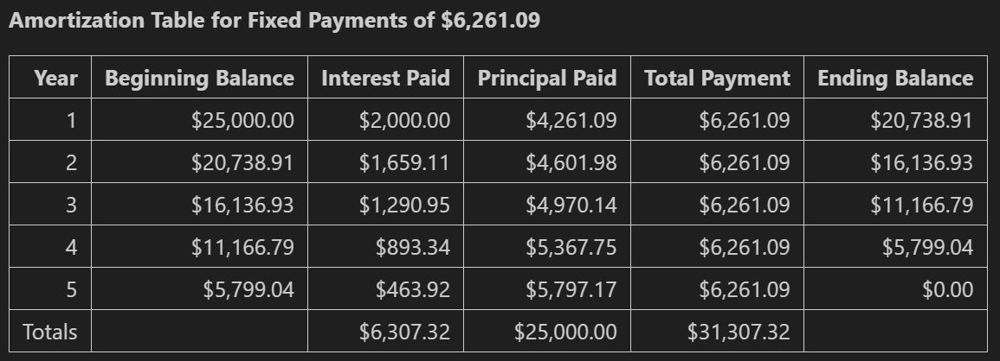 Amortization Table for Fixed Payments of $6,261.09
Year Beginning Balance Interest Paid Principal Paid Total Payment Ending Balance
1 $25,000.00 $2,000.00 $4,261.09 $6,261.09 $20,738.91
2 $20,738.91 $1,659.11 $4,601.98 $6,261.09 $16,136.93
3 $16,136.93 $1,290.95 $4,970.14 $6,261.09 $11,166.79
4 $11,166.79 $893.34 $5,367.75 $6,261.09 $5,799.04
5 $5,799.04 $463.92 $5,797.17 $6,261.09 $0.00
Totals $6,307.32 $25,000.00 $31,307.32